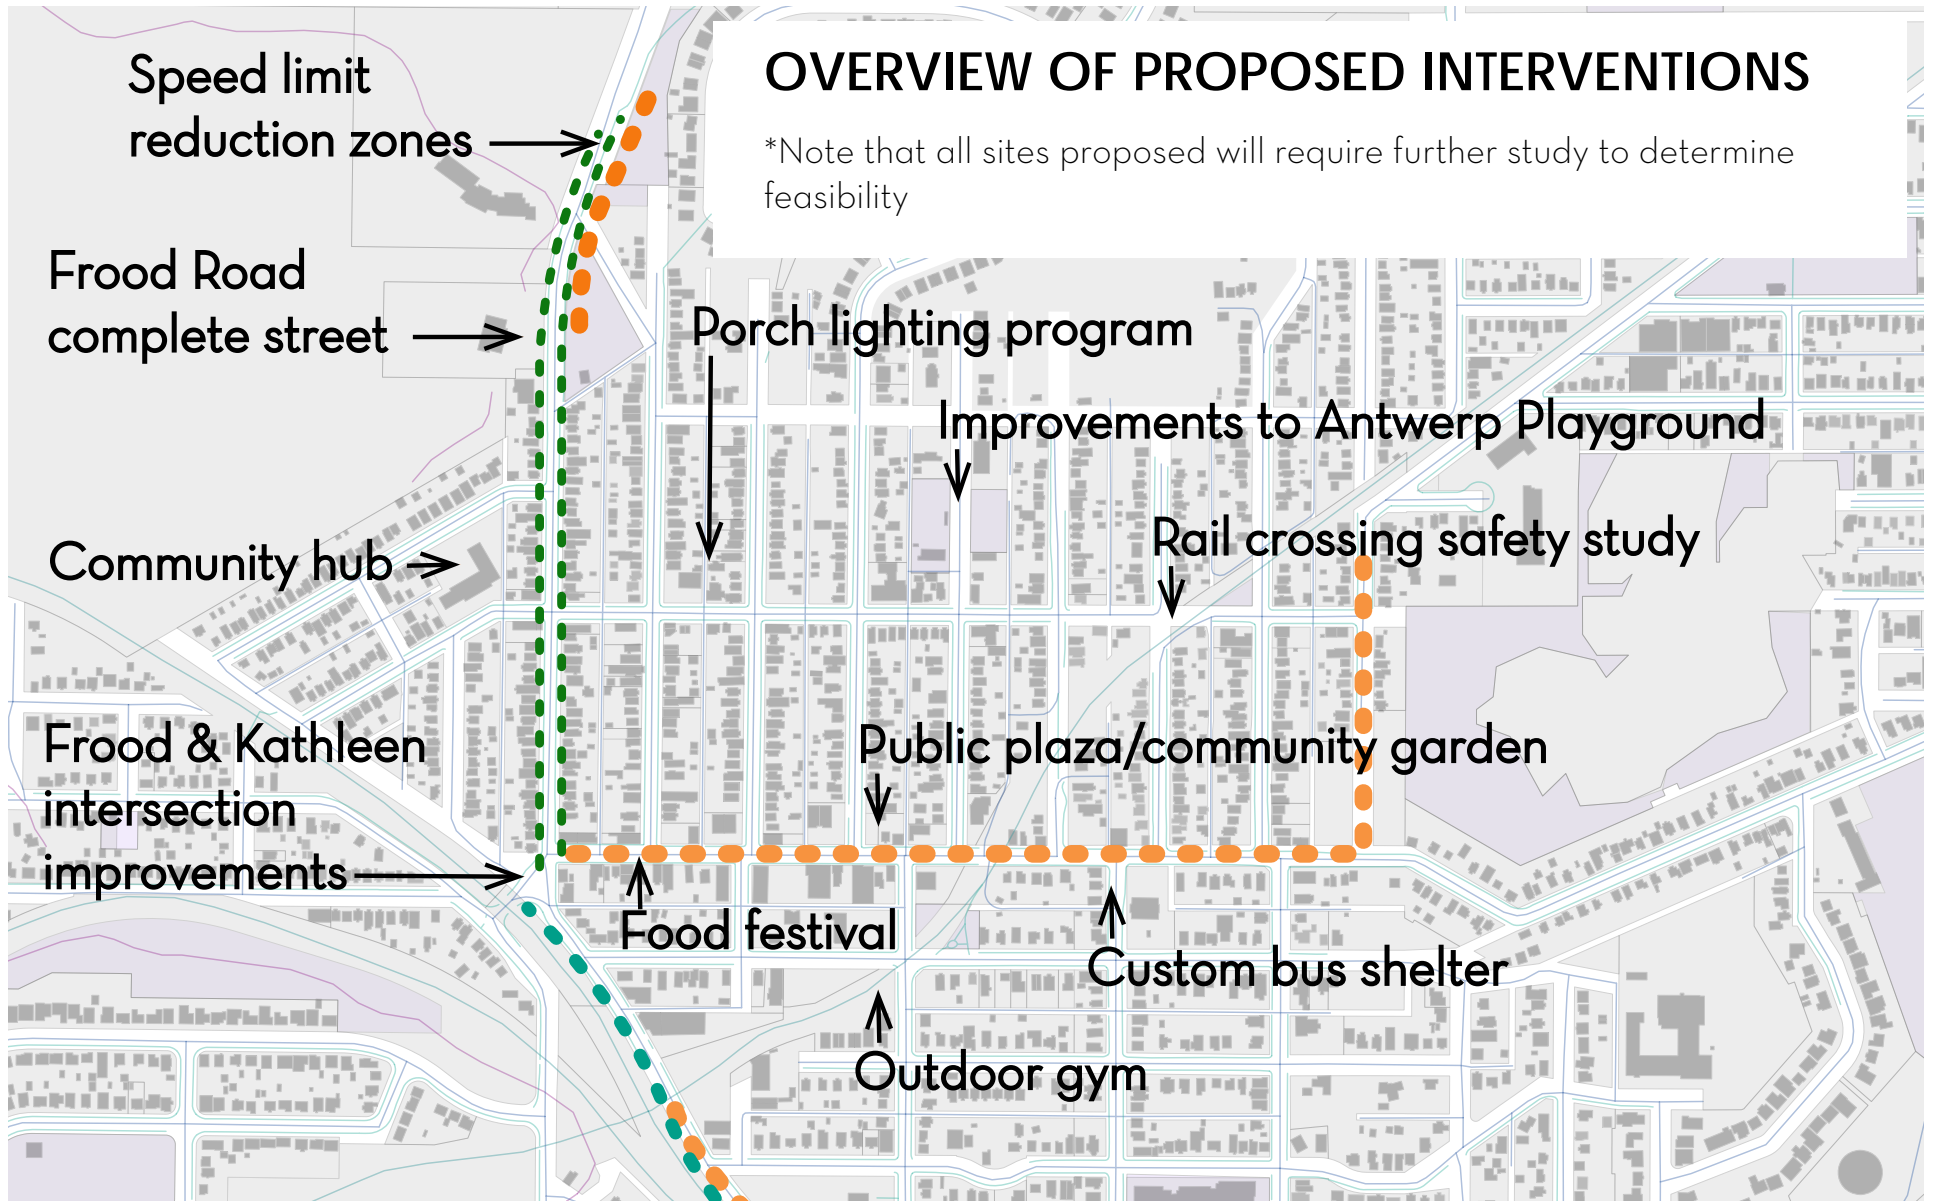 OVERVIEW OF PROPOSED INTERVENTIONS
*Note that all sites proposed will require further study to determine
feasibility
Speed limit
reduction zones
Frood Road
complete street
Porch lighting program
Improvements to Antwerp Playground
Rail crossing safety study
Community hub
Frood & Kathleen
intersection
improvements
Public plaza/community garden
Food festival
Custom bus shelter
Outdoor gym